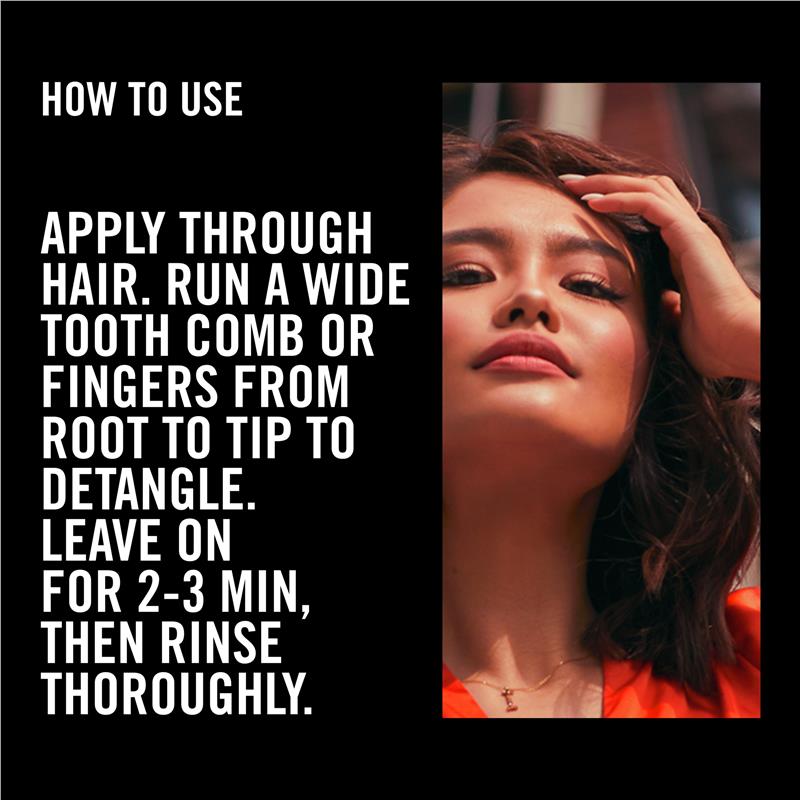 HOW TO USE
APPLY THROUGH
HAIR. RUN A WIDE
TOOTH COMB OR
FINGERS FROM
ROOT TO TIP TO
DETANGLE.
LEAVE ON
FOR 2-3 MIN,
THEN RINSE
THOROUGHLY.